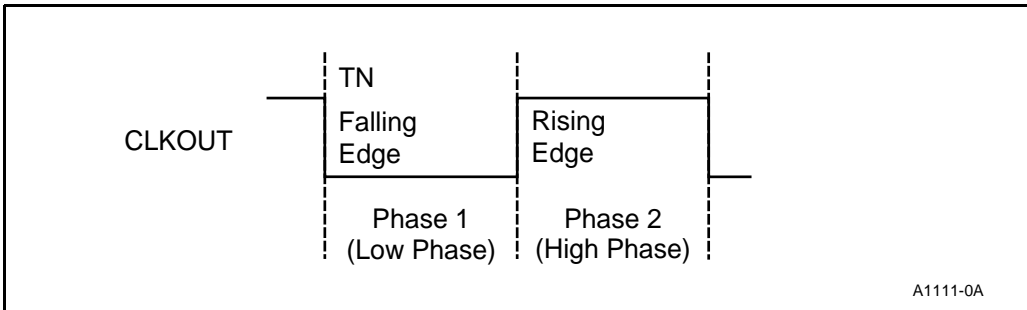 TN
CLKOUT
Falling
Edge
Rising
Edge
Phase 1
(Low Phase)
Phase 2
(High Phase)
A1111-0A